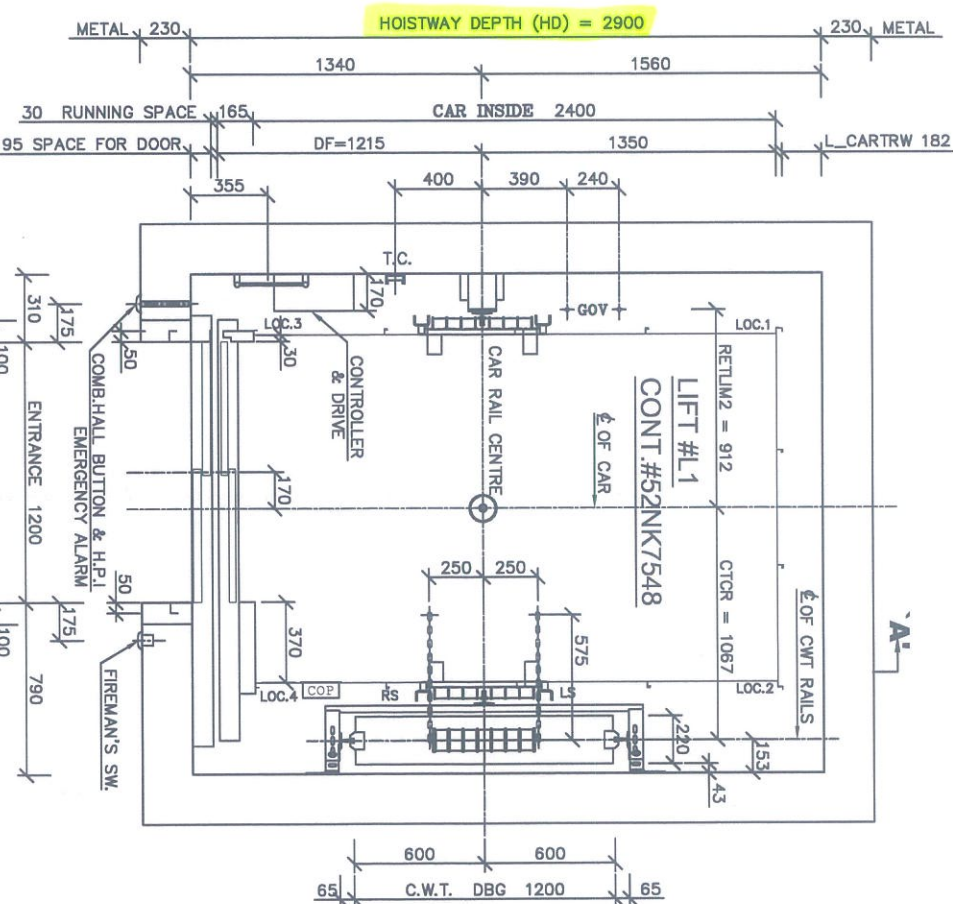 HOISTWAY DEPTH (HD) = 2900
METAL 230
230 METAL
1340
1560
30 RUNNING SPACE
165
CAR INSIDE 2400
95 SPACE FOR DOOR
DF=1215
1350
L_CARTRW 182
355
400
390
240
T.C.
310
175
50
100
LOC.3
30
170
GOV
LOC.1
CONTROLLER
& DRIVE
CAR RAIL CENTRE
RETLIM2 = 912
LIFT #L1
CONT.#52NK7548
℄ OF CAR
COMB.HALL BUTTON & H.P.I
EMERGENCY ALARM
ENTRANCE 1200
170
250
250
575
CTCR = 1067
℄ OF CWT RAILS
'A'
50
175
100
790
370
FIREMAN'S SW.
LOC.4
COP
RS
LS
LOC.2
220
153
43
600
600
65
C.W.T. DBG 1200
65